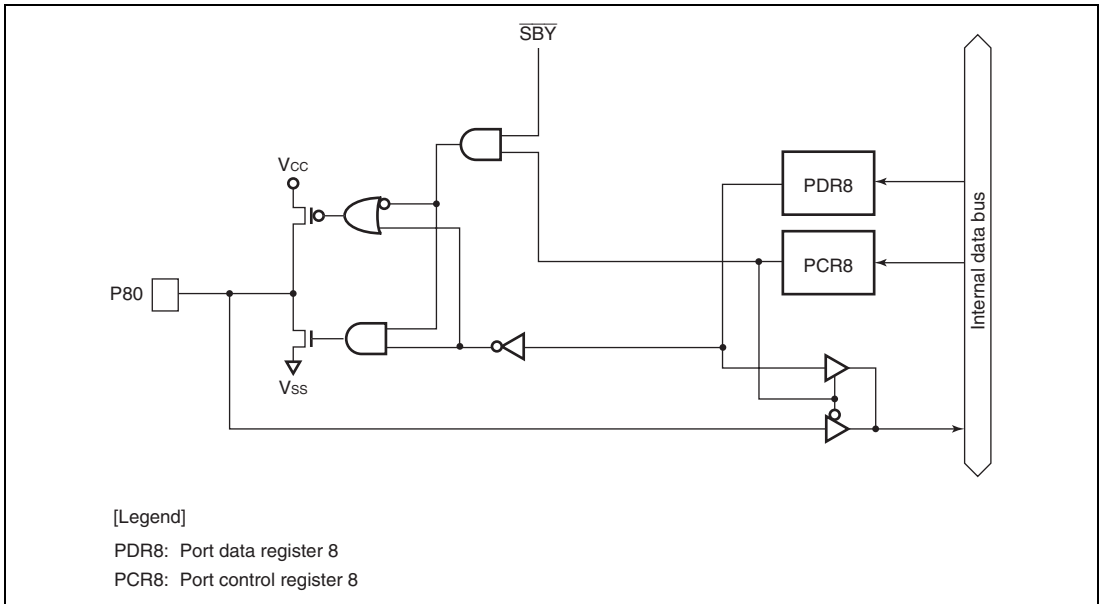 SBY
VCC
PDR8
PCR8
Internal data bus
P80
VSS
[Legend]
PDR8: Port data register 8
PCR8: Port control register 8